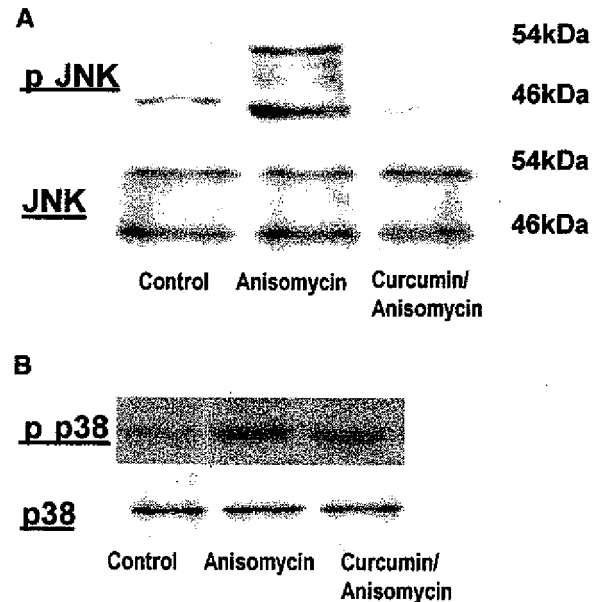 A
54kDa
p JNK
46kDa
54kDa
JNK
46kDa
Control Anisomycin Curcumin/
Anisomycin
B
p p38
p38
Control Anisomycin Curcumin/
Anisomycin